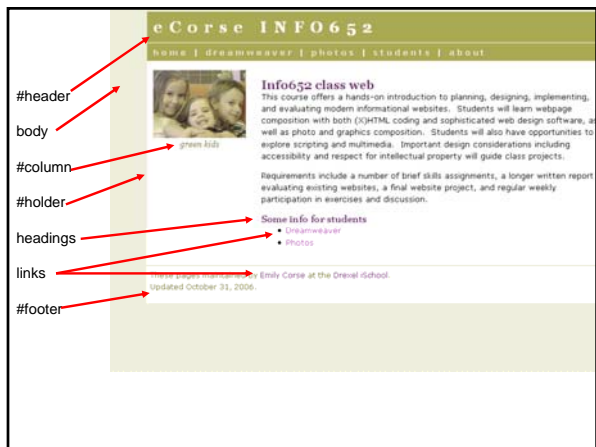 eCorse INFO652
home | dreamweaver | photos | students | about
#header
body
#column
#holder
headings
links
#footer
green kids
Info652 class web
This course offers a hands-on introduction to planning, designing, implementing,
and evaluating modern informational websites. Students will learn webpage
composition with both (X)HTML coding and sophisticated web design software, as
well as photo and graphics composition. Students will also have opportunities to
explore scripting and multimedia. Important design considerations including
accessibility and respect for intellectual property will guide class projects.
Requirements include a number of brief skills assignments, a longer written report
evaluating existing websites, a final website project, and regular weekly
participation in exercises and discussion.
Some info for students
Dreamweaver
Photos
These pages maintained by Emily Corse at the Drexel iSchool.
Updated October 31, 2006.